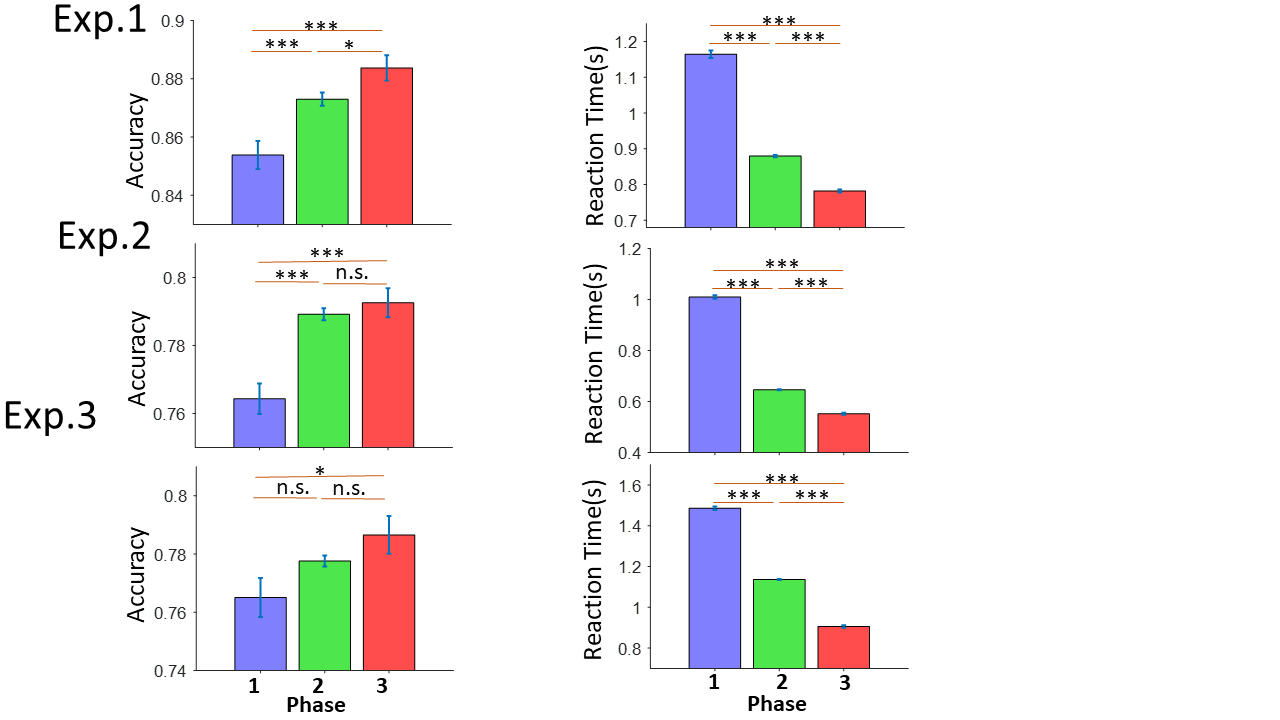 Exp.1
0.9
0.88
0.86
0.84
Accuracy
***
*** *
1.2
1.1
1
0.9
0.8
0.7
Reaction Time(s)
***
*** ***
Exp.2
0.8
0.78
0.76
Accuracy
***
*** n.s.
1.2
1
0.8
0.6
0.4
Reaction Time(s)
***
*** ***
Exp.3
0.8
0.78
0.76
0.74
Accuracy
*
n.s. n.s.
1 2 3
Phase
1.6
1.4
1.2
1
0.8
Reaction Time(s)
***
*** ***
1 2 3
Phase